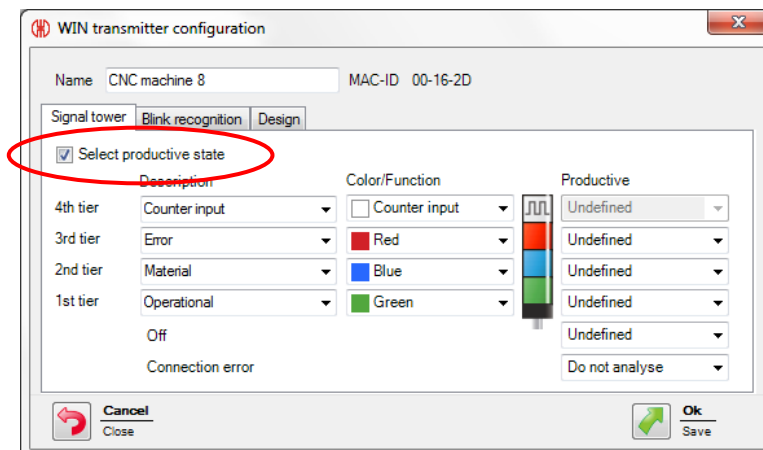 WIN transmitter configuration
Name CNC machine 8 MAC-ID 00-16-2D
Signal tower Blink recognition Design
Select productive state
Description Color/Function Productive
4th tier Counter input Counter input Undefined
3rd tier Error Red Undefined
2nd tier Material Blue Undefined
1st tier Operational Green Undefined
Off Undefined
Connection error Do not analyse
Cancel Ok
Close Save